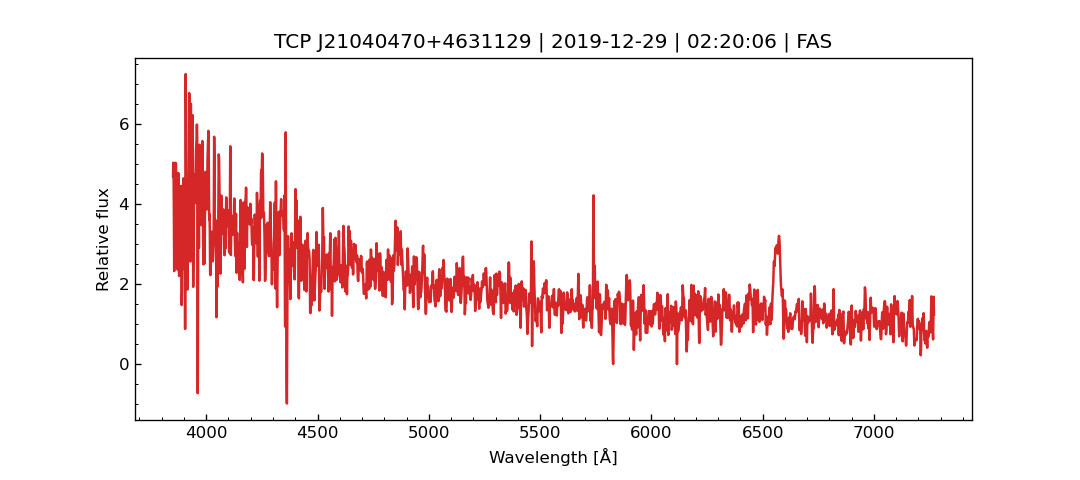 TCP J21040470+4631129 | 2019-12-29 | 02:20:06 | FAS
Relative flux
6
4
2
0
4000 4500 5000 5500 6000 6500 7000
Wavelength [Å]